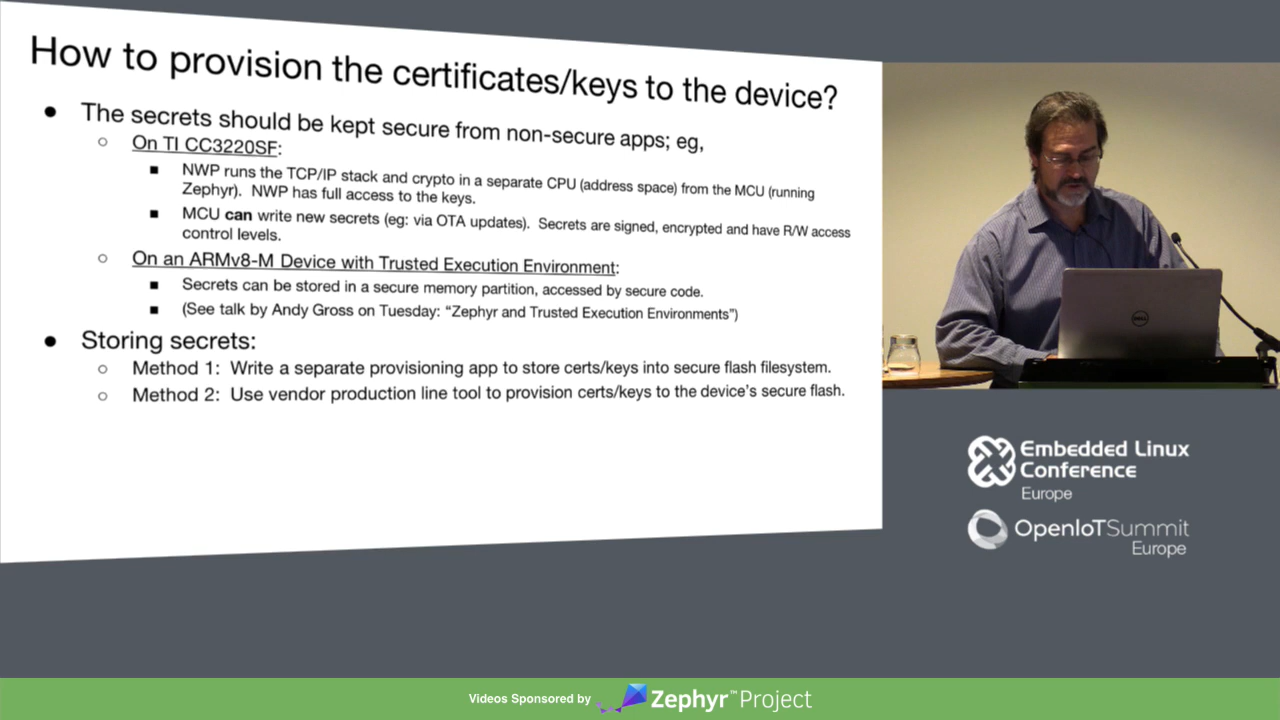 How to provision the certificates/keys to the device?
● The secrets should be kept secure from non-secure apps; eg,
○ On TI CC3220SF:
■ NWP runs the TCP/IP stack and crypto in a separate CPU (address space) from the MCU (running
Zephyr). NWP has full access to the keys.
■ MCU can write new secrets (eg: via OTA updates). Secrets are signed, encrypted and have R/W access
control levels.
○ On an ARMv8-M Device with Trusted Execution Environment:
■ Secrets can be stored in a secure memory partition, accessed by secure code.
■ (See talk by Andy Gross on Tuesday: “Zephyr and Trusted Execution Environments”)
● Storing secrets:
○ Method 1: Write a separate provisioning app to store certs/keys into secure flash filesystem.
○ Method 2: Use vendor production line tool to provision certs/keys to the device’s secure flash.
DELL
Embedded Linux
Conference
Europe
OpenIoTSummit
Europe
Videos Sponsored by Zephyr™Project